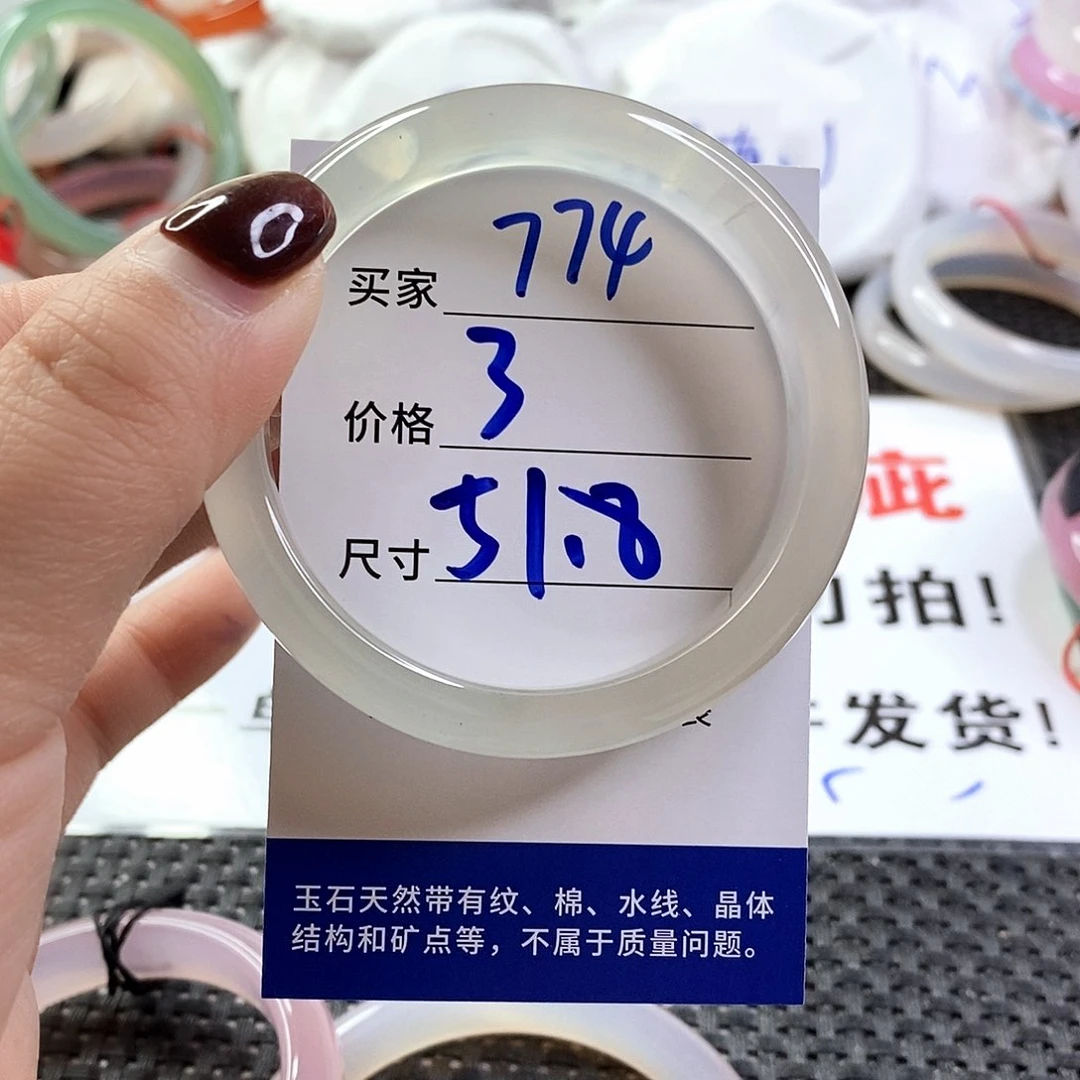 买家 774
价格 3
尺寸 51.8
玉石天然带有纹、棉、水线、晶体
结构和矿点等，不属于质量问题。
拍!
发货!